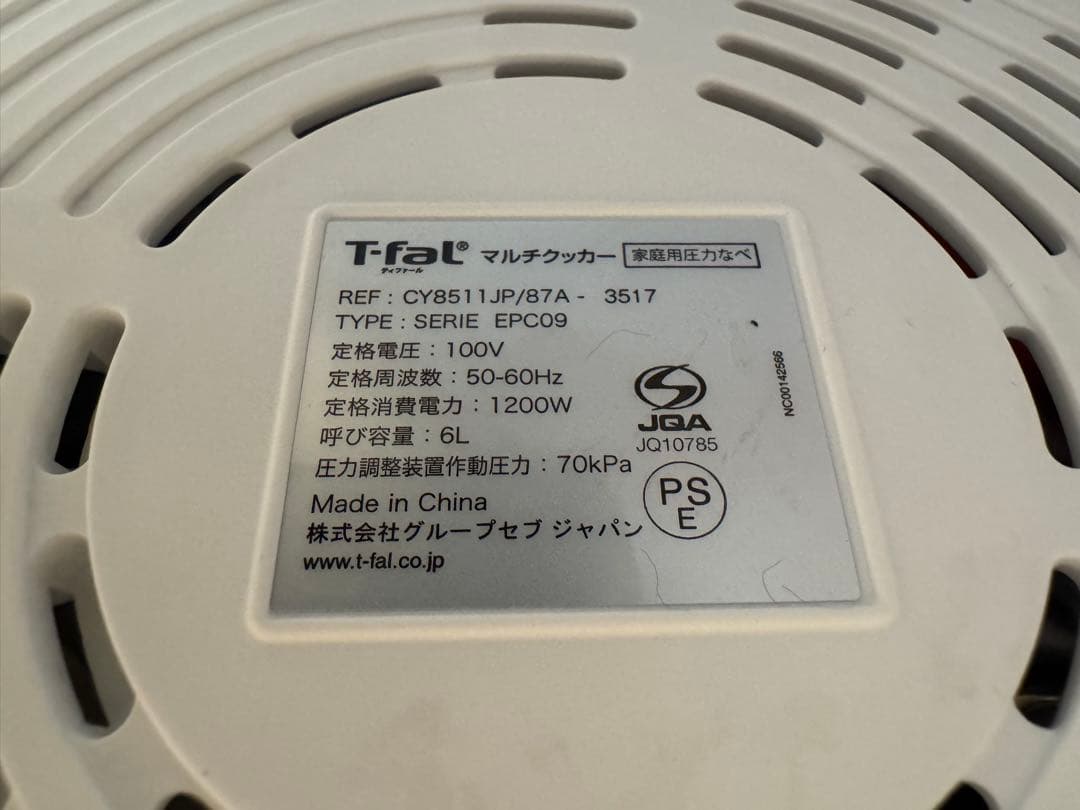 T-fal® マルチクッカー 家庭用圧力なべ
ティファール
REF : CY8511JP/87A - 3517
TYPE : SERIE EPC09
定格電圧 : 100V
定格周波数 : 50-60Hz
定格消費電力 : 1200W
呼び容量 : 6L
圧力調整装置作動圧力 : 70kPa
Made in China
株式会社グループセブ ジャパン
www.t-fal.co.jp
JQA
JQ10785
PS
E
NC00142566